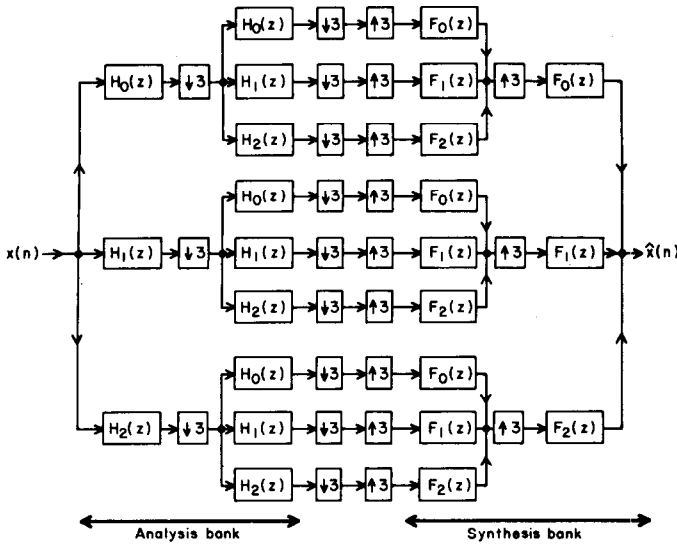 H₀(z) ↓3 ↑3 F₀(z)
H₀(z) ↓3 H₁(z) ↓3 ↑3 F₁(z) ↑3 F₀(z)
H₂(z) ↓3 ↑3 F₂(z)
H₀(z) ↓3 ↑3 F₀(z)
x(n) H₁(z) ↓3 H₁(z) ↓3 ↑3 F₁(z) ↑3 F₁(z) x̂(n)
H₂(z) ↓3 ↑3 F₂(z)
H₀(z) ↓3 ↑3 F₀(z)
H₂(z) ↓3 H₁(z) ↓3 ↑3 F₁(z) ↑3 F₂(z)
H₂(z) ↓3 ↑3 F₂(z)
Analysis bank Synthesis bank